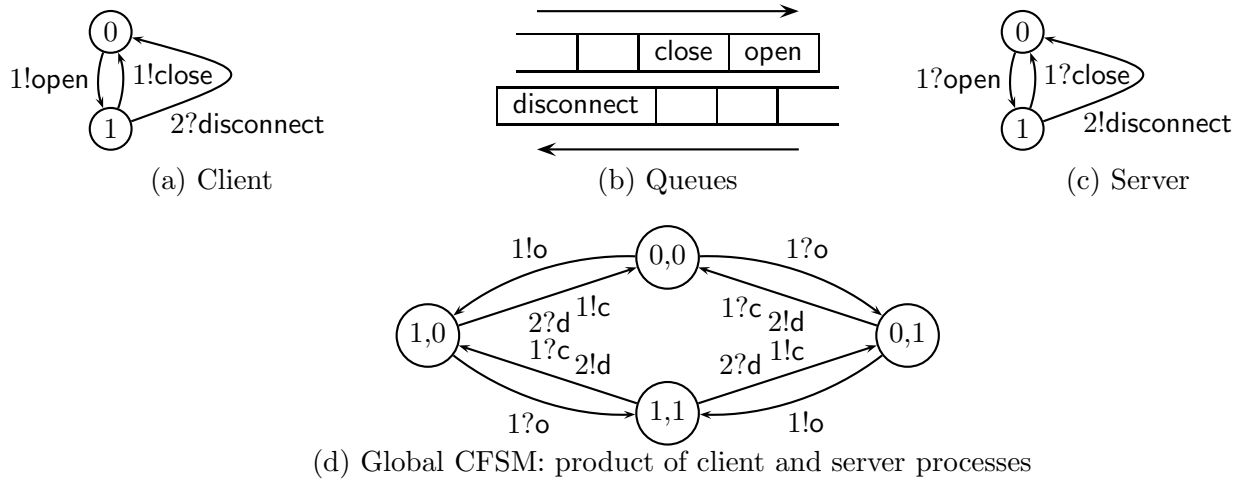 0
1!open
1!close
1
2?disconnect
(a) Client
close
open
disconnect
(b) Queues
0
1?open
1?close
1
2!disconnect
(c) Server
0,0
1!o
1?o
1!c
2?d
1?c
2!d
1,0
0,1
1?c
2!d
2?d
1!c
1,1
1?o
1!o
(d) Global CFSM: product of client and server processes